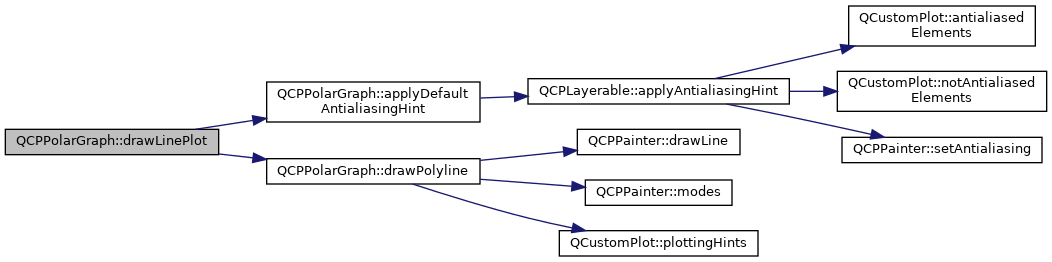 QCPPolarGraph::drawLinePlot
QCPPolarGraph::applyDefault
AntialiasingHint
QCPLayerable::applyAntialiasingHint
QCustomPlot::antialiased
Elements
QCustomPlot::notAntialiased
Elements
QCPPainter::setAntialiasing
QCPPolarGraph::drawPolyline
QCPPainter::drawLine
QCPPainter::modes
QCustomPlot::plottingHints